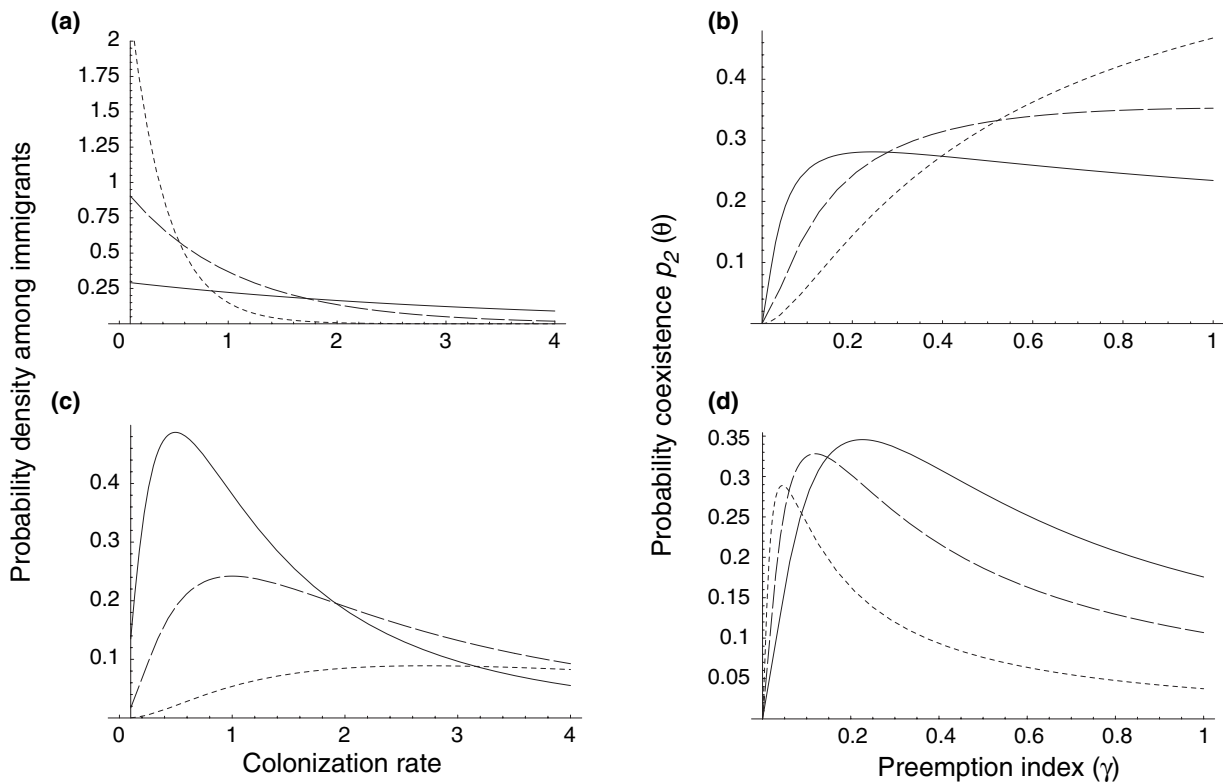 (a)
2
1.75
1.5
1.25
1
0.75
0.5
0.25
0 1 2 3 4
(b)
0.4
0.3
0.2
0.1
0.2 0.4 0.6 0.8 1
(c)
0.4
0.3
0.2
0.1
0 1 2 3 4
Colonization rate
Probability density among immigrants
(d)
0.35
0.3
0.25
0.2
0.15
0.1
0.05
0.2 0.4 0.6 0.8 1
Preemption index (γ)
Probability coexistence p₂ (θ)